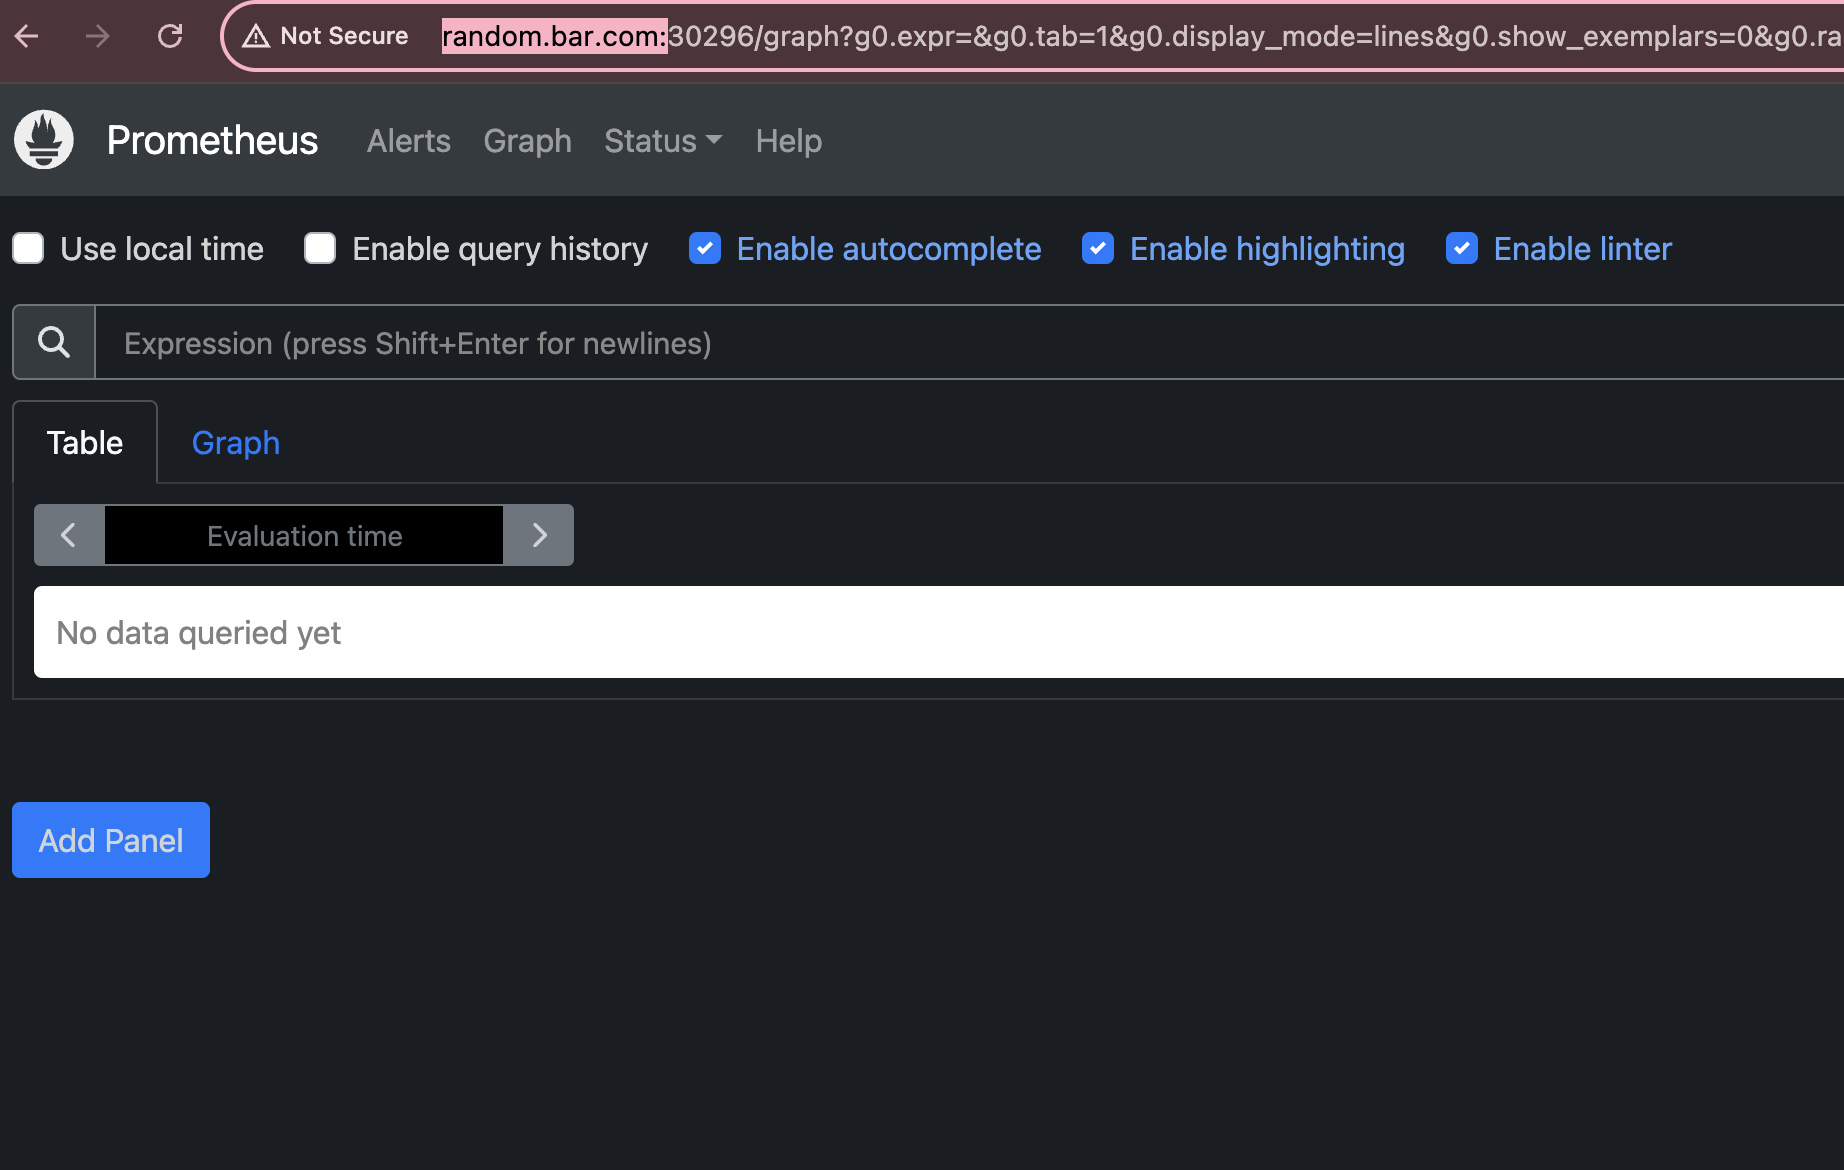 Not Secure random.bar.com:30296/graph?g0.expr=&g0.tab=1&g0.display_mode=lines&g0.show_exemplars=0&g0.ra
Prometheus Alerts Graph Status Help
Use local time Enable query history Enable autocomplete Enable highlighting Enable linter
Expression (press Shift+Enter for newlines)
Table Graph
Evaluation time
No data queried yet
Add Panel